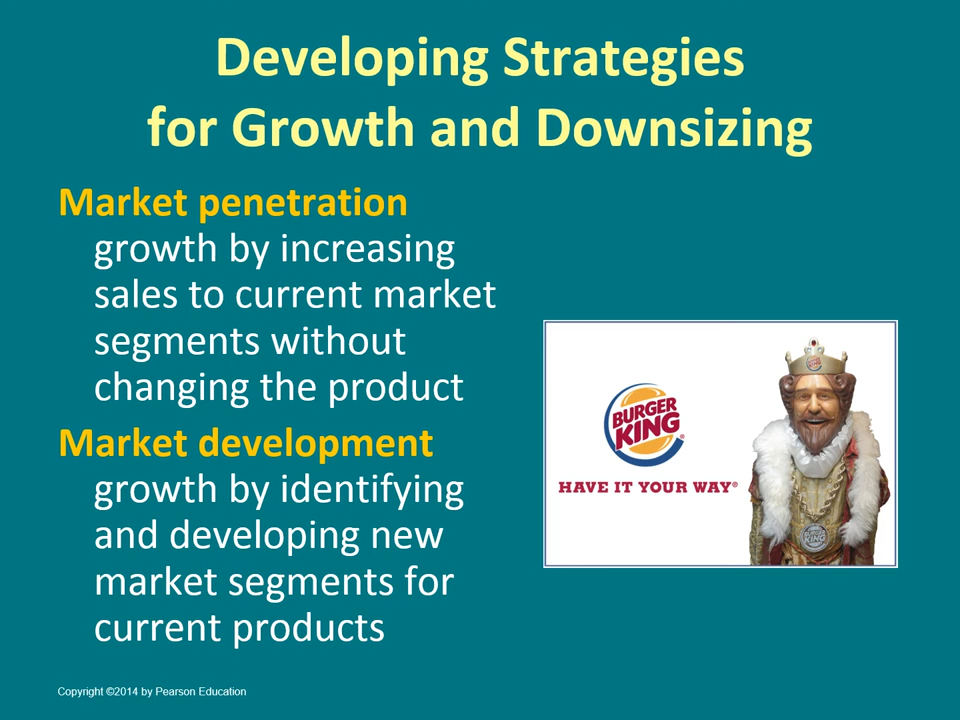 Developing Strategies
for Growth and Downsizing
Market penetration
growth by increasing
sales to current market
segments without
changing the product
Market development
growth by identifying
and developing new
market segments for
current products
BURGER
KING®
HAVE IT YOUR WAY®
BURGER
KING
Copyright ©2014 by Pearson Education